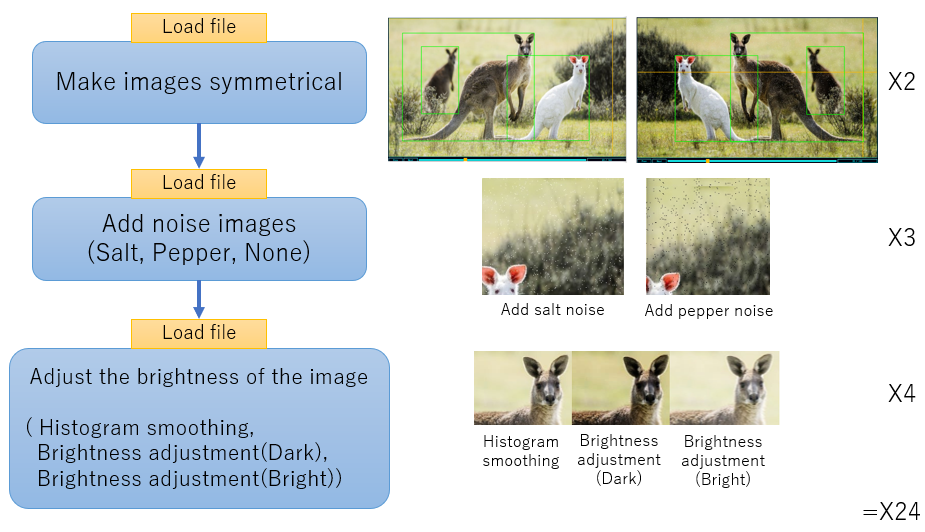 Load file
Make images symmetrical
X2
Load file
Add noise images
(Salt, Pepper, None)
X3
Add salt noise
Add pepper noise
Load file
Adjust the brightness of the image
( Histogram smoothing,
Brightness adjustment(Dark),
Brightness adjustment(Bright))
X4
Histogram
smoothing
Brightness
adjustment
(Dark)
Brightness
adjustment
(Bright)
=X24